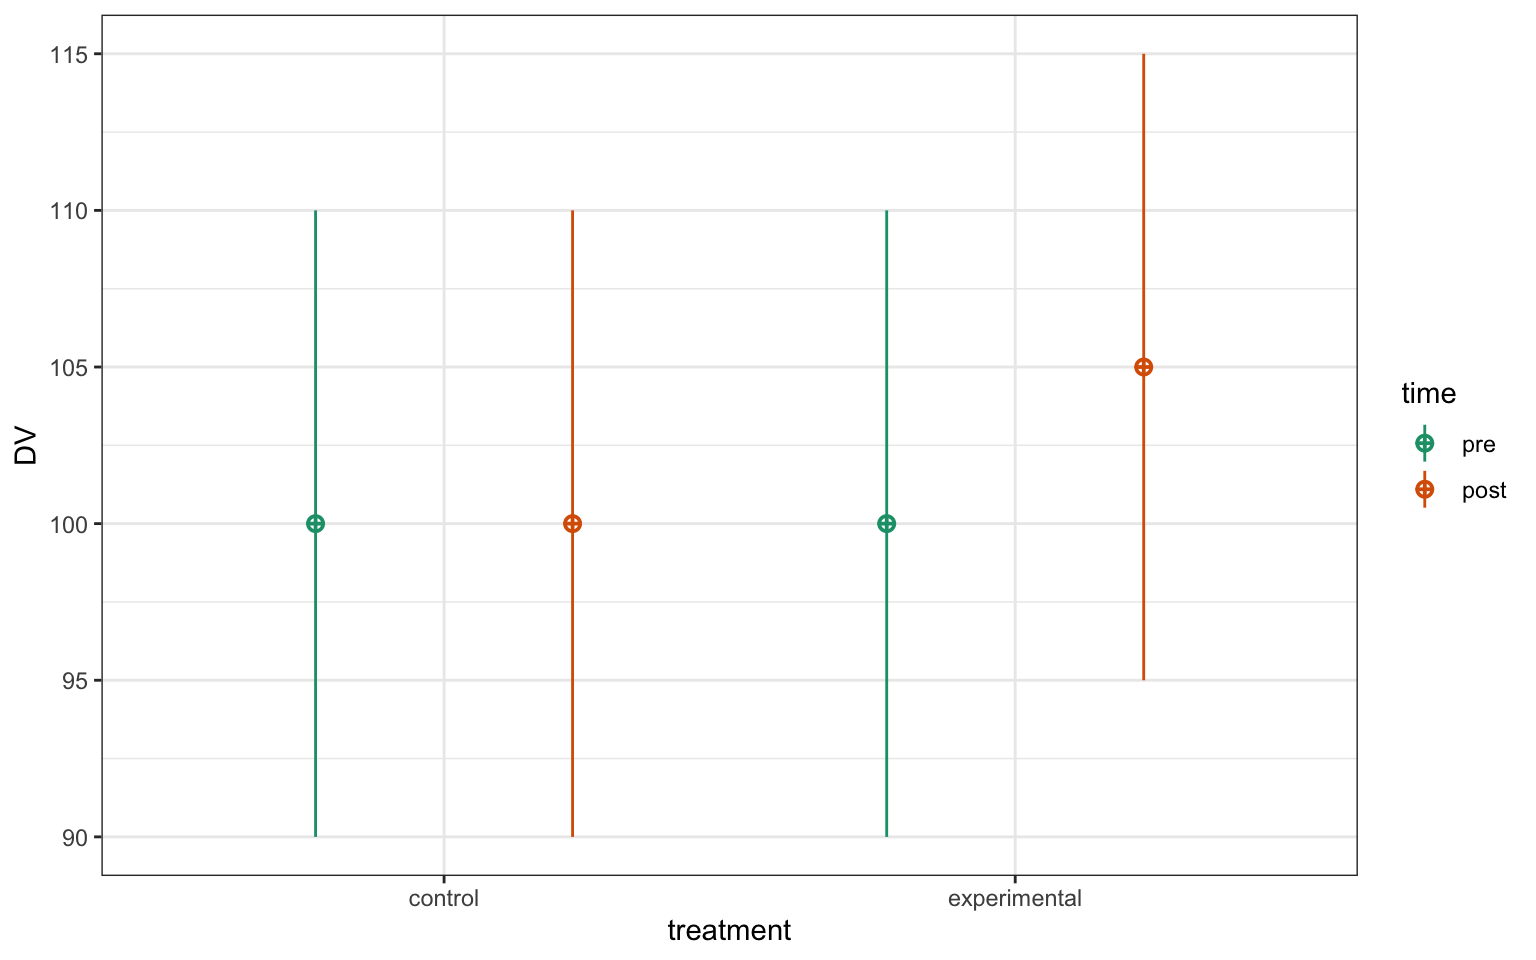 115
110
105
100
95
90
DV
control
experimental
treatment
time
pre
post